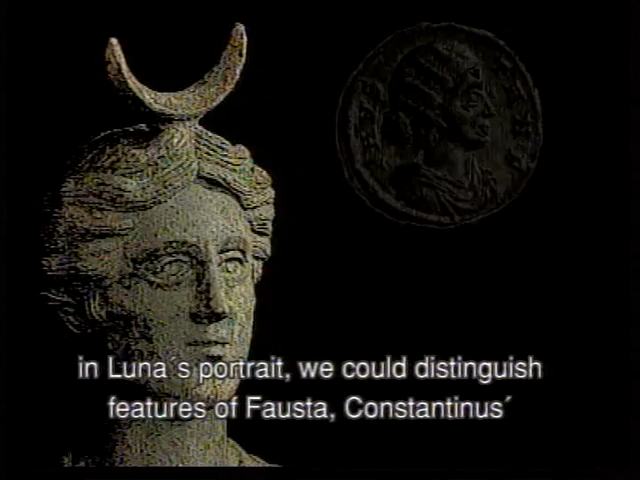 in Luna´s portrait, we could distinguish
features of Fausta, Constantinus´